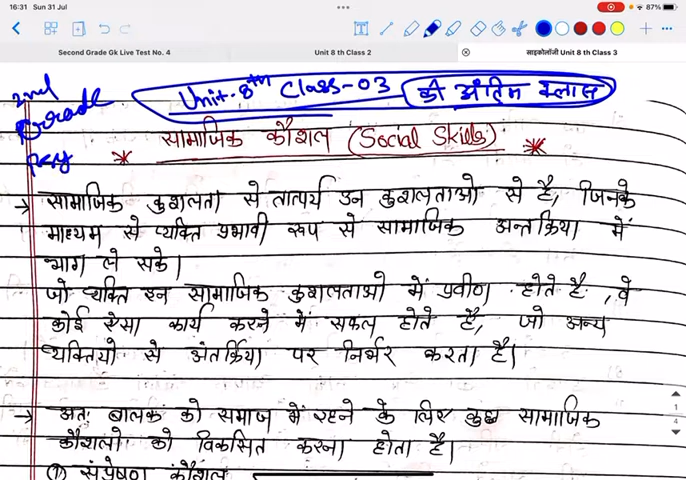 16:31 Sun 31 Jul
87%
Second Grade Gk Live Test No. 4
Unit 8 th Class 2
साइकोलॉजी Unit 8 th Class 3
2nd Grade
Unit-8th Class-03 की अंतिम क्लास
सामाजिक कौशल (Social Skills)
→ सामाजिक कुशलता से तात्पर्य उन कुशलताओ से है, जिनके
माध्यम से व्यक्ति प्रभावी रूप से सामाजिक अन्तक्रिया में
भाग ले सके।
जो व्यक्ति इन सामाजिक कुशलताओ में प्रवीण होते है, वे
कोई ऐसा कार्य करने में सफल होते है, जो अन्य
व्यक्तियो से अंतर्क्रिया पर निर्भर करता है।
→ अतः बालक को समाज में रहने के लिए कुछ सामाजिक
कौशलो को विकसित करना होता है।
① संप्रेषण कौशल
1
4